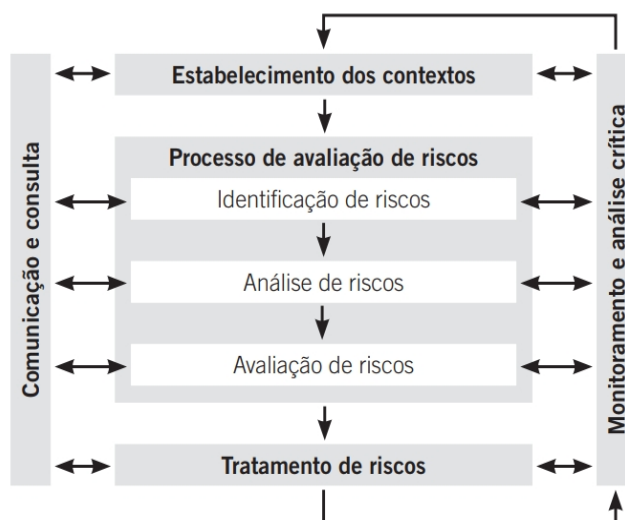 Estabelecimento dos contextos
Processo de avaliação de riscos
Identificação de riscos
Análise de riscos
Avaliação de riscos
Tratamento de riscos
Comunicação e consulta
Monitoramento e análise crítica